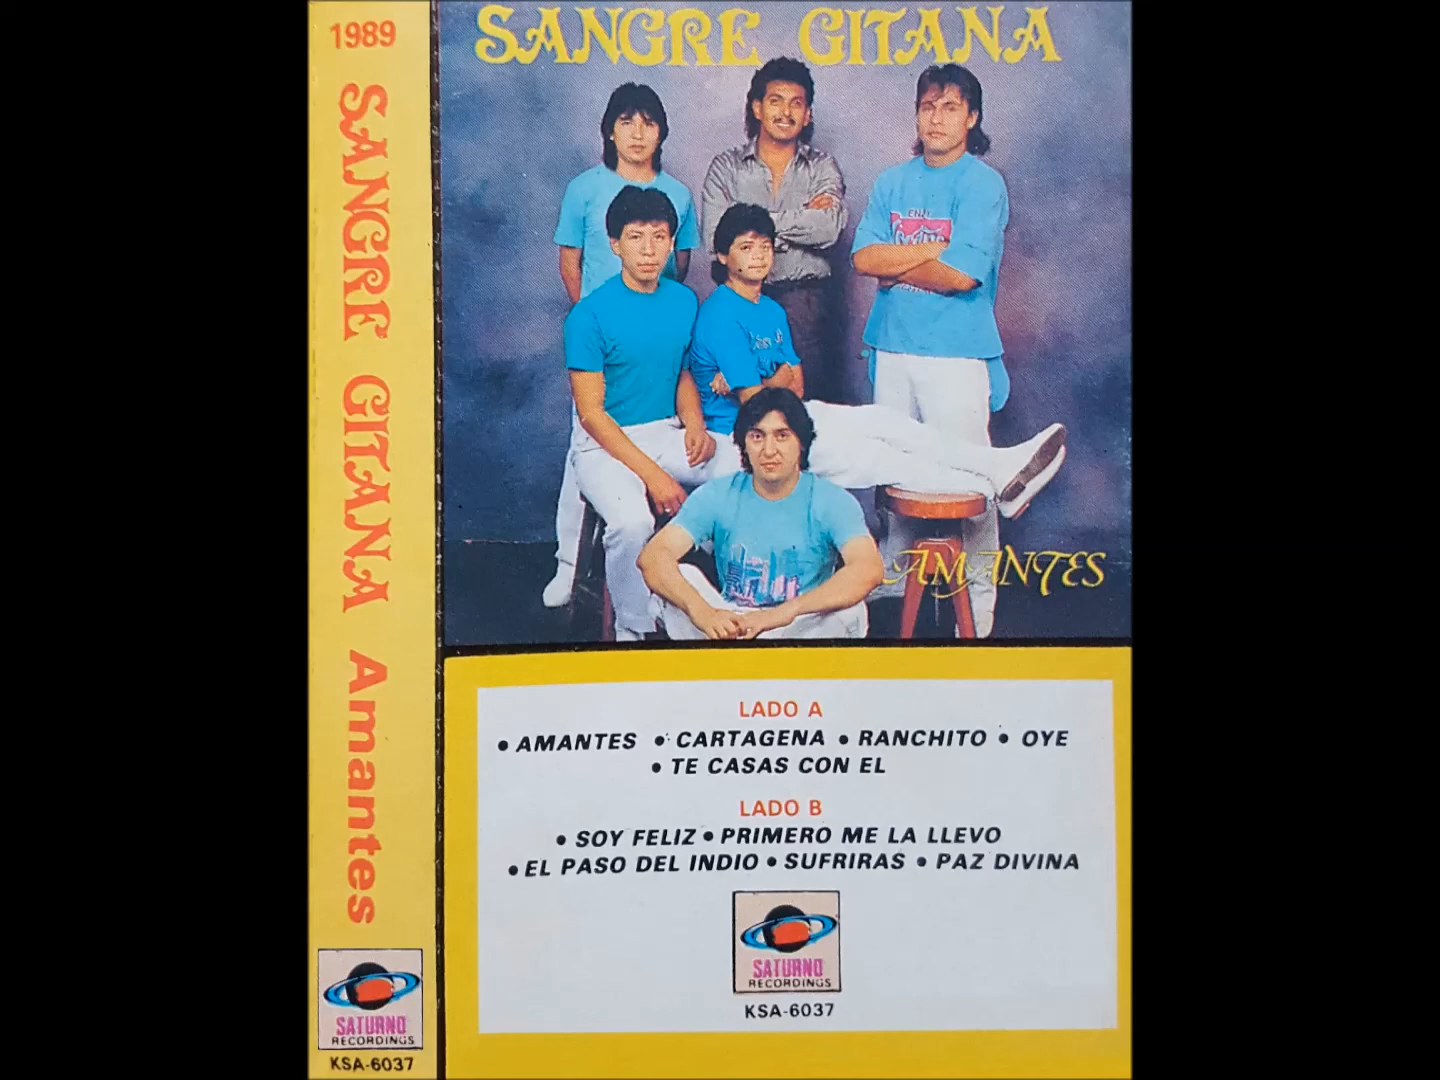 1989
SANGRE GITANA Amantes
SATURNO
RECORDINGS
KSA-6037
SANGRE GITANA
AMANTES
LADO A
• AMANTES • CARTAGENA • RANCHITO • OYE
• TE CASAS CON EL
LADO B
• SOY FELIZ • PRIMERO ME LA LLEVO
• EL PASO DEL INDIO • SUFRIRAS • PAZ DIVINA
SATURNO
RECORDINGS
KSA-6037